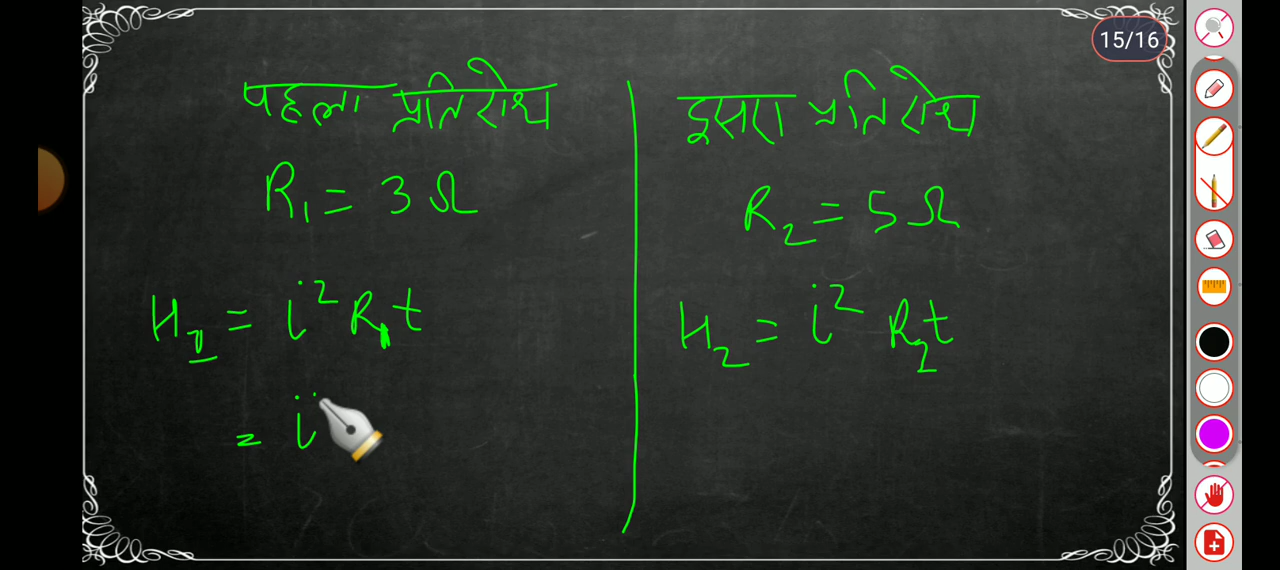 15/16
पहला प्रतिरोध
R₁ = 3 Ω
H₁ = i² R₁ t
= i
दूसरा प्रतिरोध
R₂ = 5 Ω
H₂ = i² R₂ t